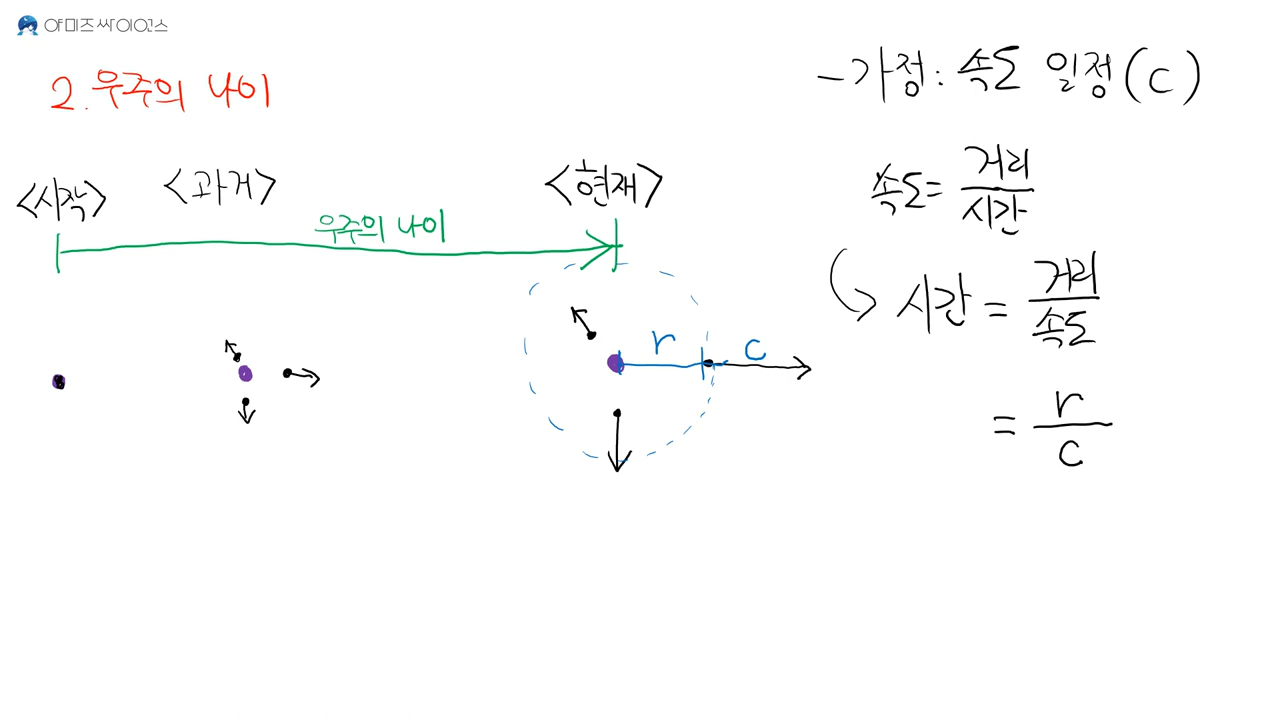 야미즈 싸이언스
2. 우주의 나이
<시작>
<과거>
<현재>
우주의 나이
r
c
- 가정 : 속도 일정 (c)
속도 = 거리/시간
시간 = 거리/속도
= r/c